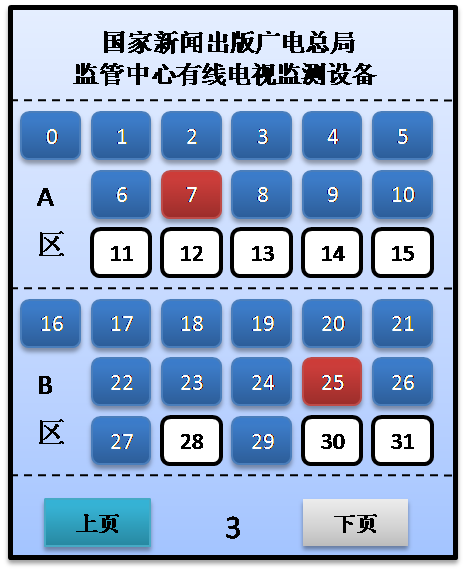 国家新闻出版广电总局
监管中心有线电视监测设备
0 1 2 3 4 5
A 6 7 8 9 10
区 11 12 13 14 15
16 17 18 19 20 21
B 22 23 24 25 26
区 27 28 29 30 31
上页 3 下页